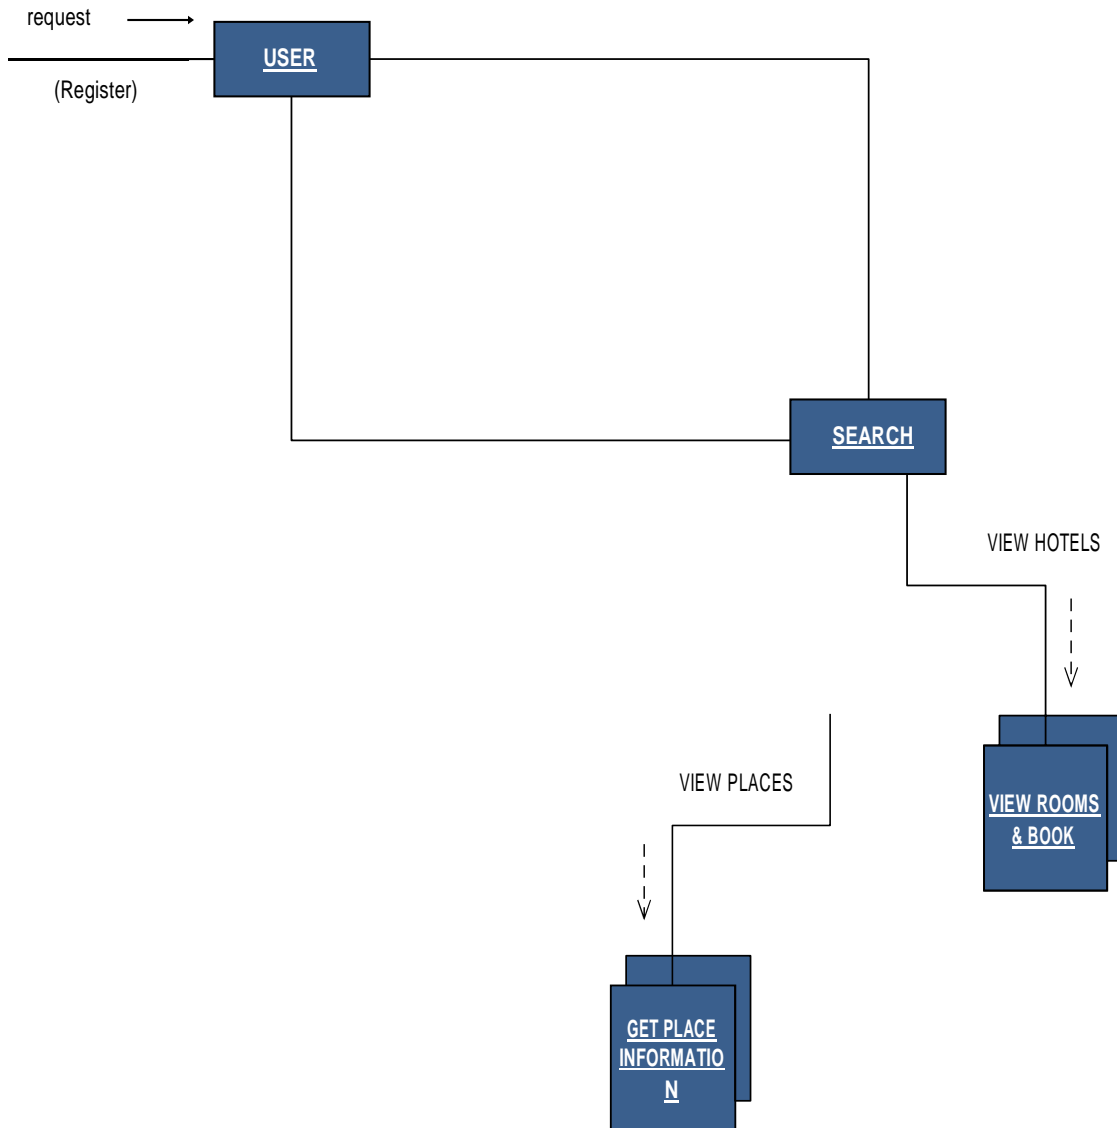 request
USER
(Register)
SEARCH
VIEW HOTELS
VIEW PLACES
VIEW ROOMS
& BOOK
GET PLACE
INFORMATIO
N